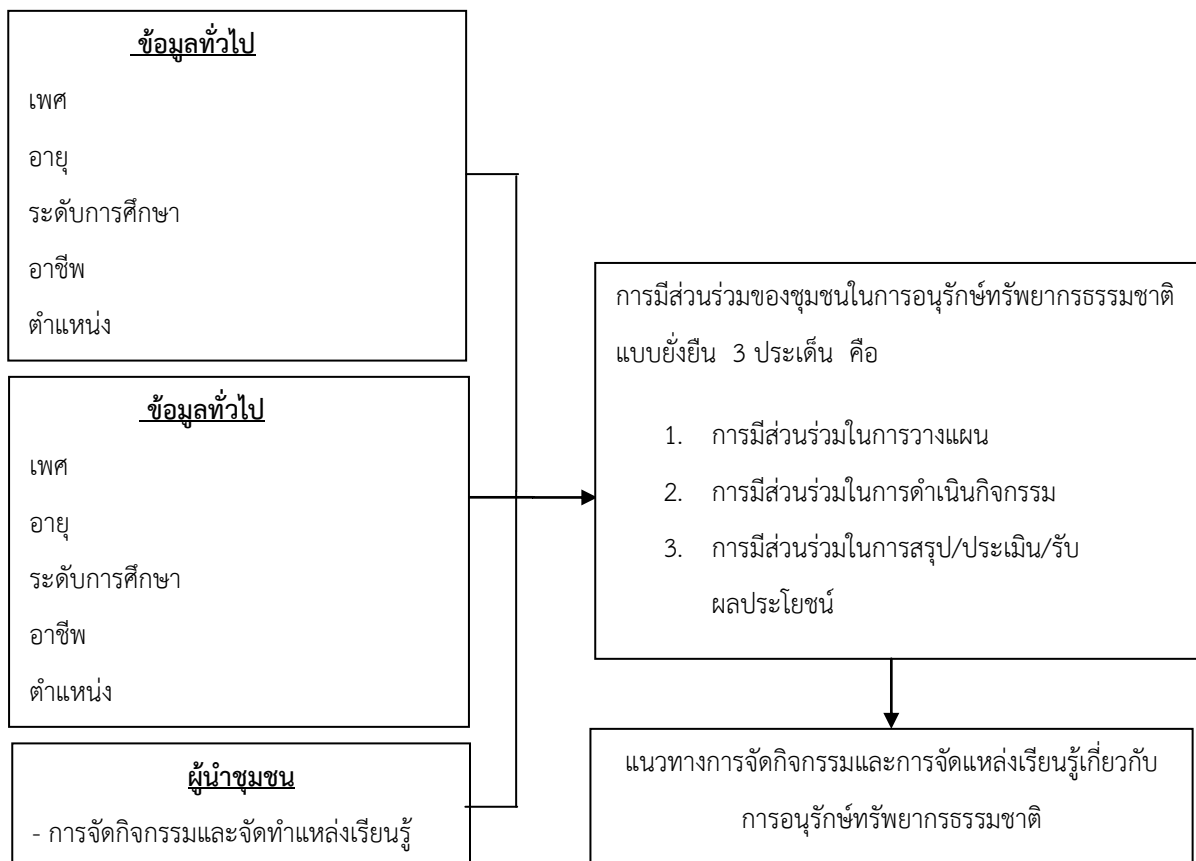 ข้อมูลทั่วไป
เพศ
อายุ
ระดับการศึกษา
อาชีพ
ตำแหน่ง
ข้อมูลทั่วไป
เพศ
อายุ
ระดับการศึกษา
อาชีพ
ตำแหน่ง
ผู้นำชุมชน
- การจัดกิจกรรมและจัดทำแหล่งเรียนรู้
การมีส่วนร่วมของชุมชนในการอนุรักษ์ทรัพยากรธรรมชาติ
แบบยั่งยืน 3 ประเด็น คือ
1. การมีส่วนร่วมในการวางแผน
2. การมีส่วนร่วมในการดำเนินกิจกรรม
3. การมีส่วนร่วมในการสรุป/ประเมิน/รับ
ผลประโยชน์
แนวทางการจัดกิจกรรมและการจัดแหล่งเรียนรู้เกี่ยวกับ
การอนุรักษ์ทรัพยากรธรรมชาติ